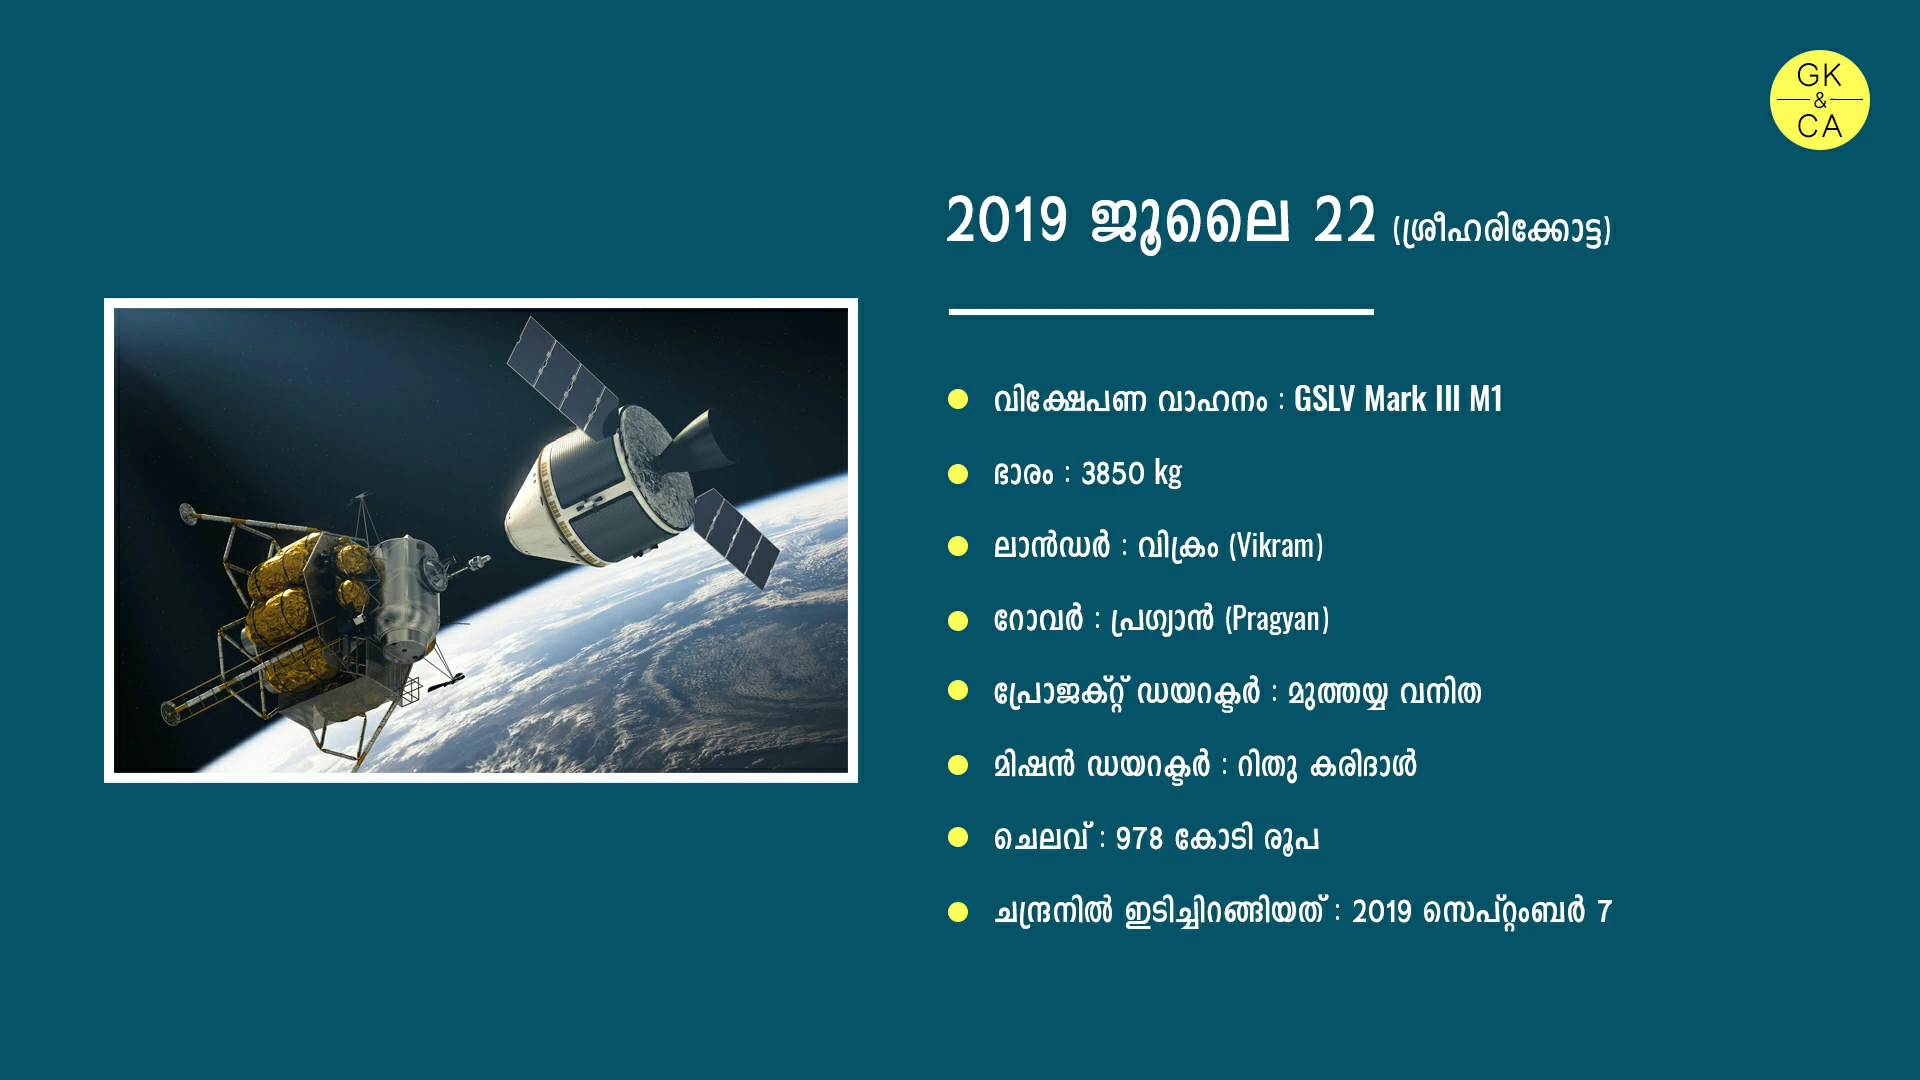 GK
&
CA
2019 ജൂലൈ 22 (ശ്രീഹരിക്കോട്ട)
വിക്ഷേപണ വാഹനം : GSLV Mark III M1
ഭാരം : 3850 kg
ലാൻഡർ : വിക്രം (Vikram)
റോവർ : പ്രഗ്യാൻ (Pragyan)
പ്രോജക്റ്റ് ഡയറക്ടർ : മുത്തയ്യ വനിത
മിഷൻ ഡയറക്ടർ : റിതു കരിദാൾ
ചെലവ് : 978 കോടി രൂപ
ചന്ദ്രനിൽ ഇടിച്ചിറങ്ങിയത് : 2019 സെപ്റ്റംബർ 7